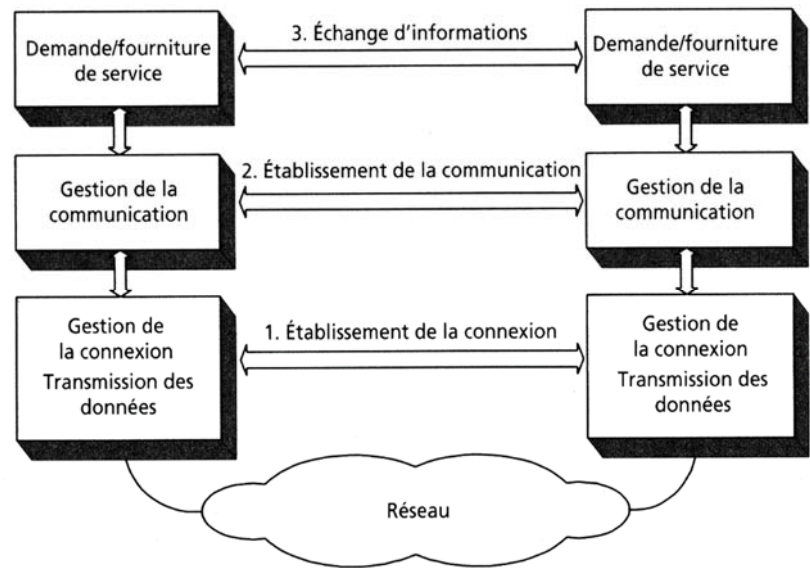 Demande/fourniture
de service
3. Échange d'informations
Demande/fourniture
de service
Gestion de la
communication
2. Établissement de la communication
Gestion de la
communication
Gestion de
la connexion
Transmission des
données
1. Établissement de la connexion
Gestion de
la connexion
Transmission des
données
Réseau